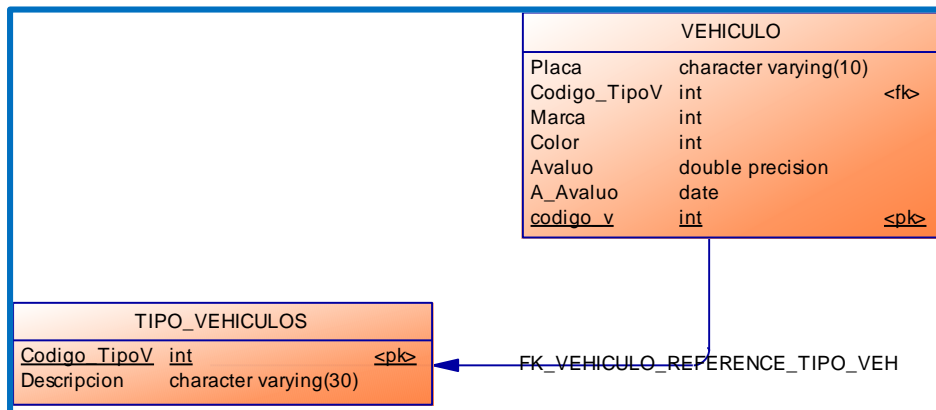 VEHICULO
Placa character varying(10)
Codigo_TipoV int <fk>
Marca int
Color int
Avaluo double precision
A_Avaluo date
codigo_v int <pk>
TIPO_VEHICULOS
Codigo_TipoV int <pk>
Descripcion character varying(30)
FK_VEHICULO_REFERENCE_TIPO_VEH